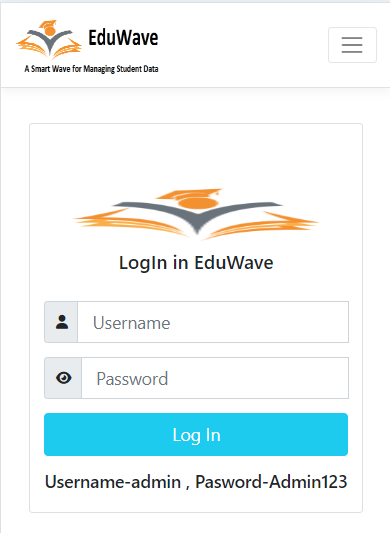 EduWave
A Smart Wave for Managing Student Data
LogIn in EduWave
Username
Password
Log In
Username-admin , Pasword-Admin123